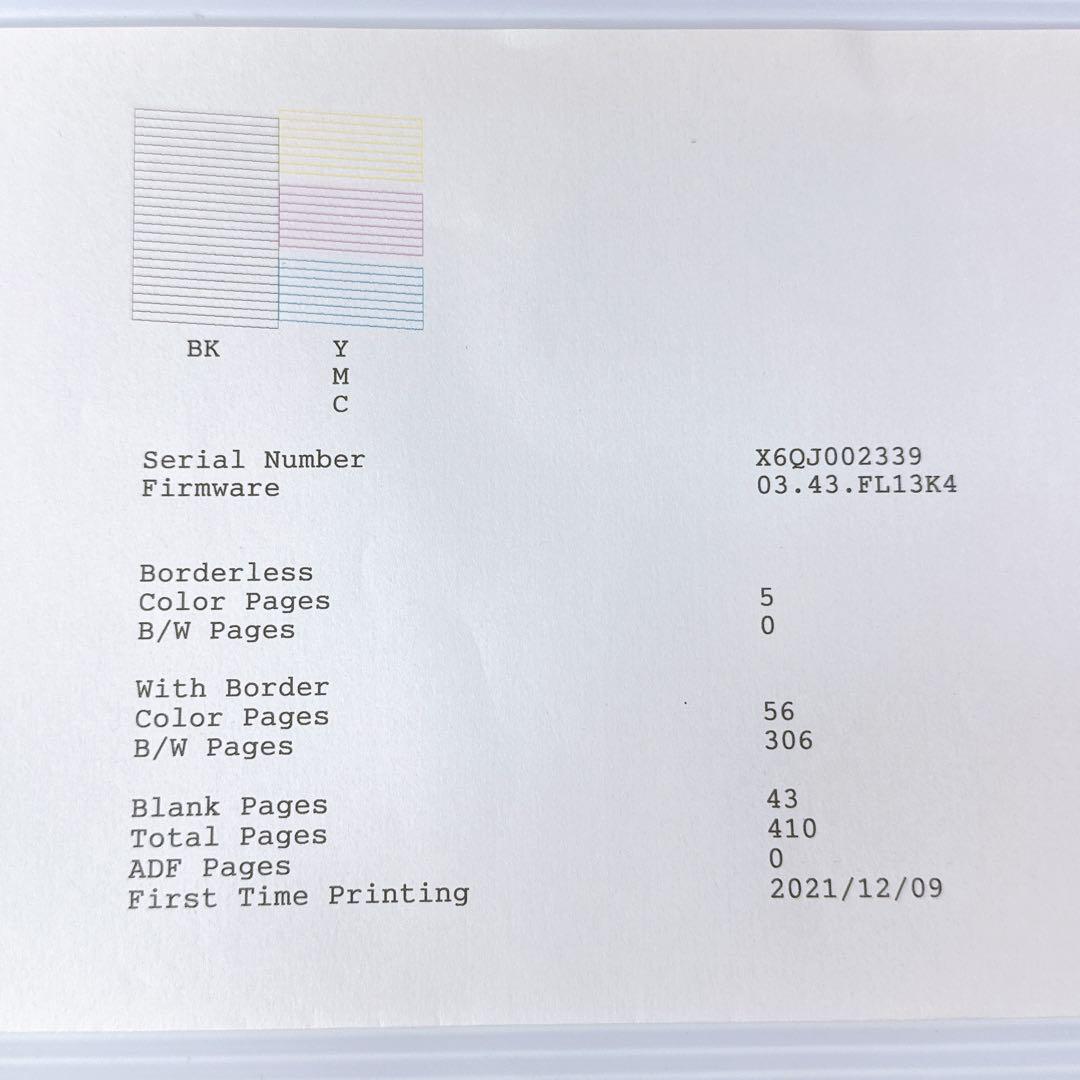 BK Y
M
C
Serial Number X6QJ002339
Firmware 03.43.FL13K4
Borderless
Color Pages 5
B/W Pages 0
With Border
Color Pages 56
B/W Pages 306
Blank Pages 43
Total Pages 410
ADF Pages 0
First Time Printing 2021/12/09